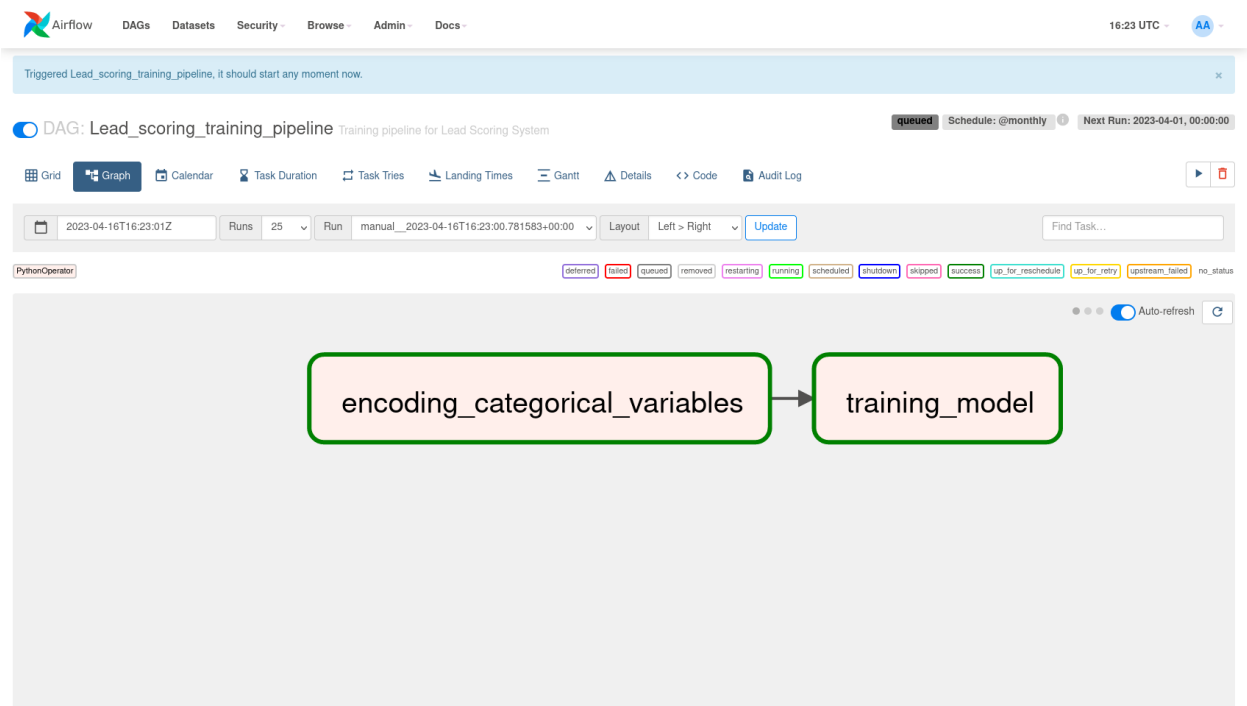 Airflow DAGs Datasets Security Browse Admin Docs 16:23 UTC AA
Triggered Lead_scoring_training_pipeline, it should start any moment now. ×
DAG: Lead_scoring_training_pipeline Training pipeline for Lead Scoring System queued Schedule: @monthly i Next Run: 2023-04-01, 00:00:00
Grid Graph Calendar Task Duration Task Tries Landing Times Gantt Details Code Audit Log
2023-04-16T16:23:01Z Runs 25 Run manual__2023-04-16T16:23:00.781583+00:00 Layout Left > Right Update Find Task...
PythonOperator deferred failed queued removed restarting running scheduled shutdown skipped success up_for_reschedule up_for_retry upstream_failed no_status
Auto-refresh
encoding_categorical_variables training_model